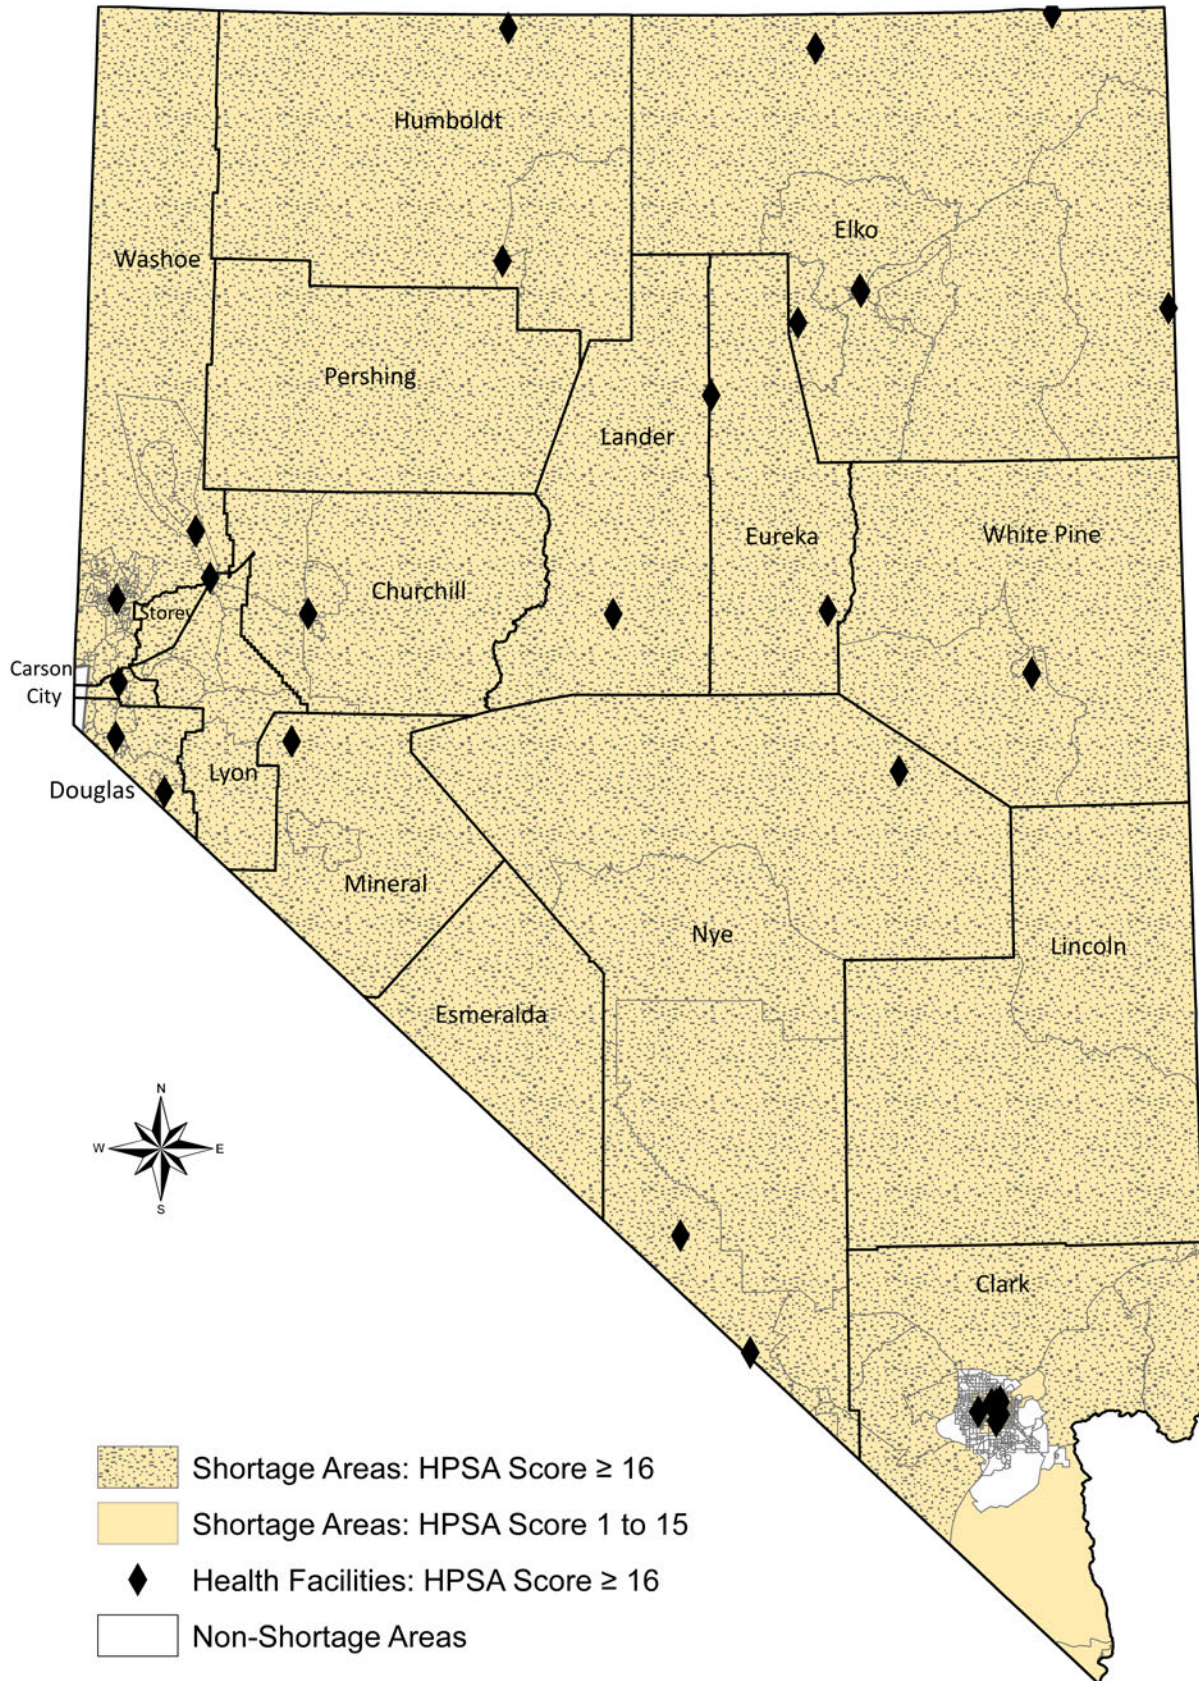 Humboldt
Elko
Washoe
Pershing
Lander
Eureka
White Pine
Churchill
Storey
Carson
City
Lyon
Douglas
Mineral
Nye
Lincoln
Esmeralda
N
W
E
S
Clark
Shortage Areas: HPSA Score ≥ 16
Shortage Areas: HPSA Score 1 to 15
Health Facilities: HPSA Score ≥ 16
Non-Shortage Areas